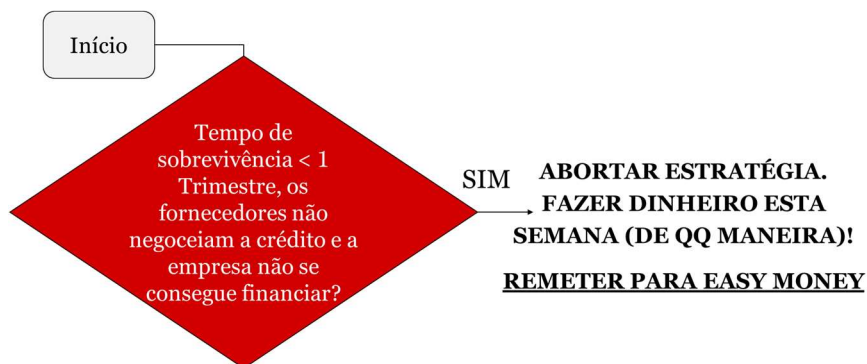 Início
Tempo de
sobrevivência < 1
Trimestre, os
fornecedores não
negoceiam a crédito e a
empresa não se
consegue financiar?
SIM
ABORTAR ESTRATÉGIA.
FAZER DINHEIRO ESTA
SEMANA (DE QQ MANEIRA)!
REMETER PARA EASY MONEY